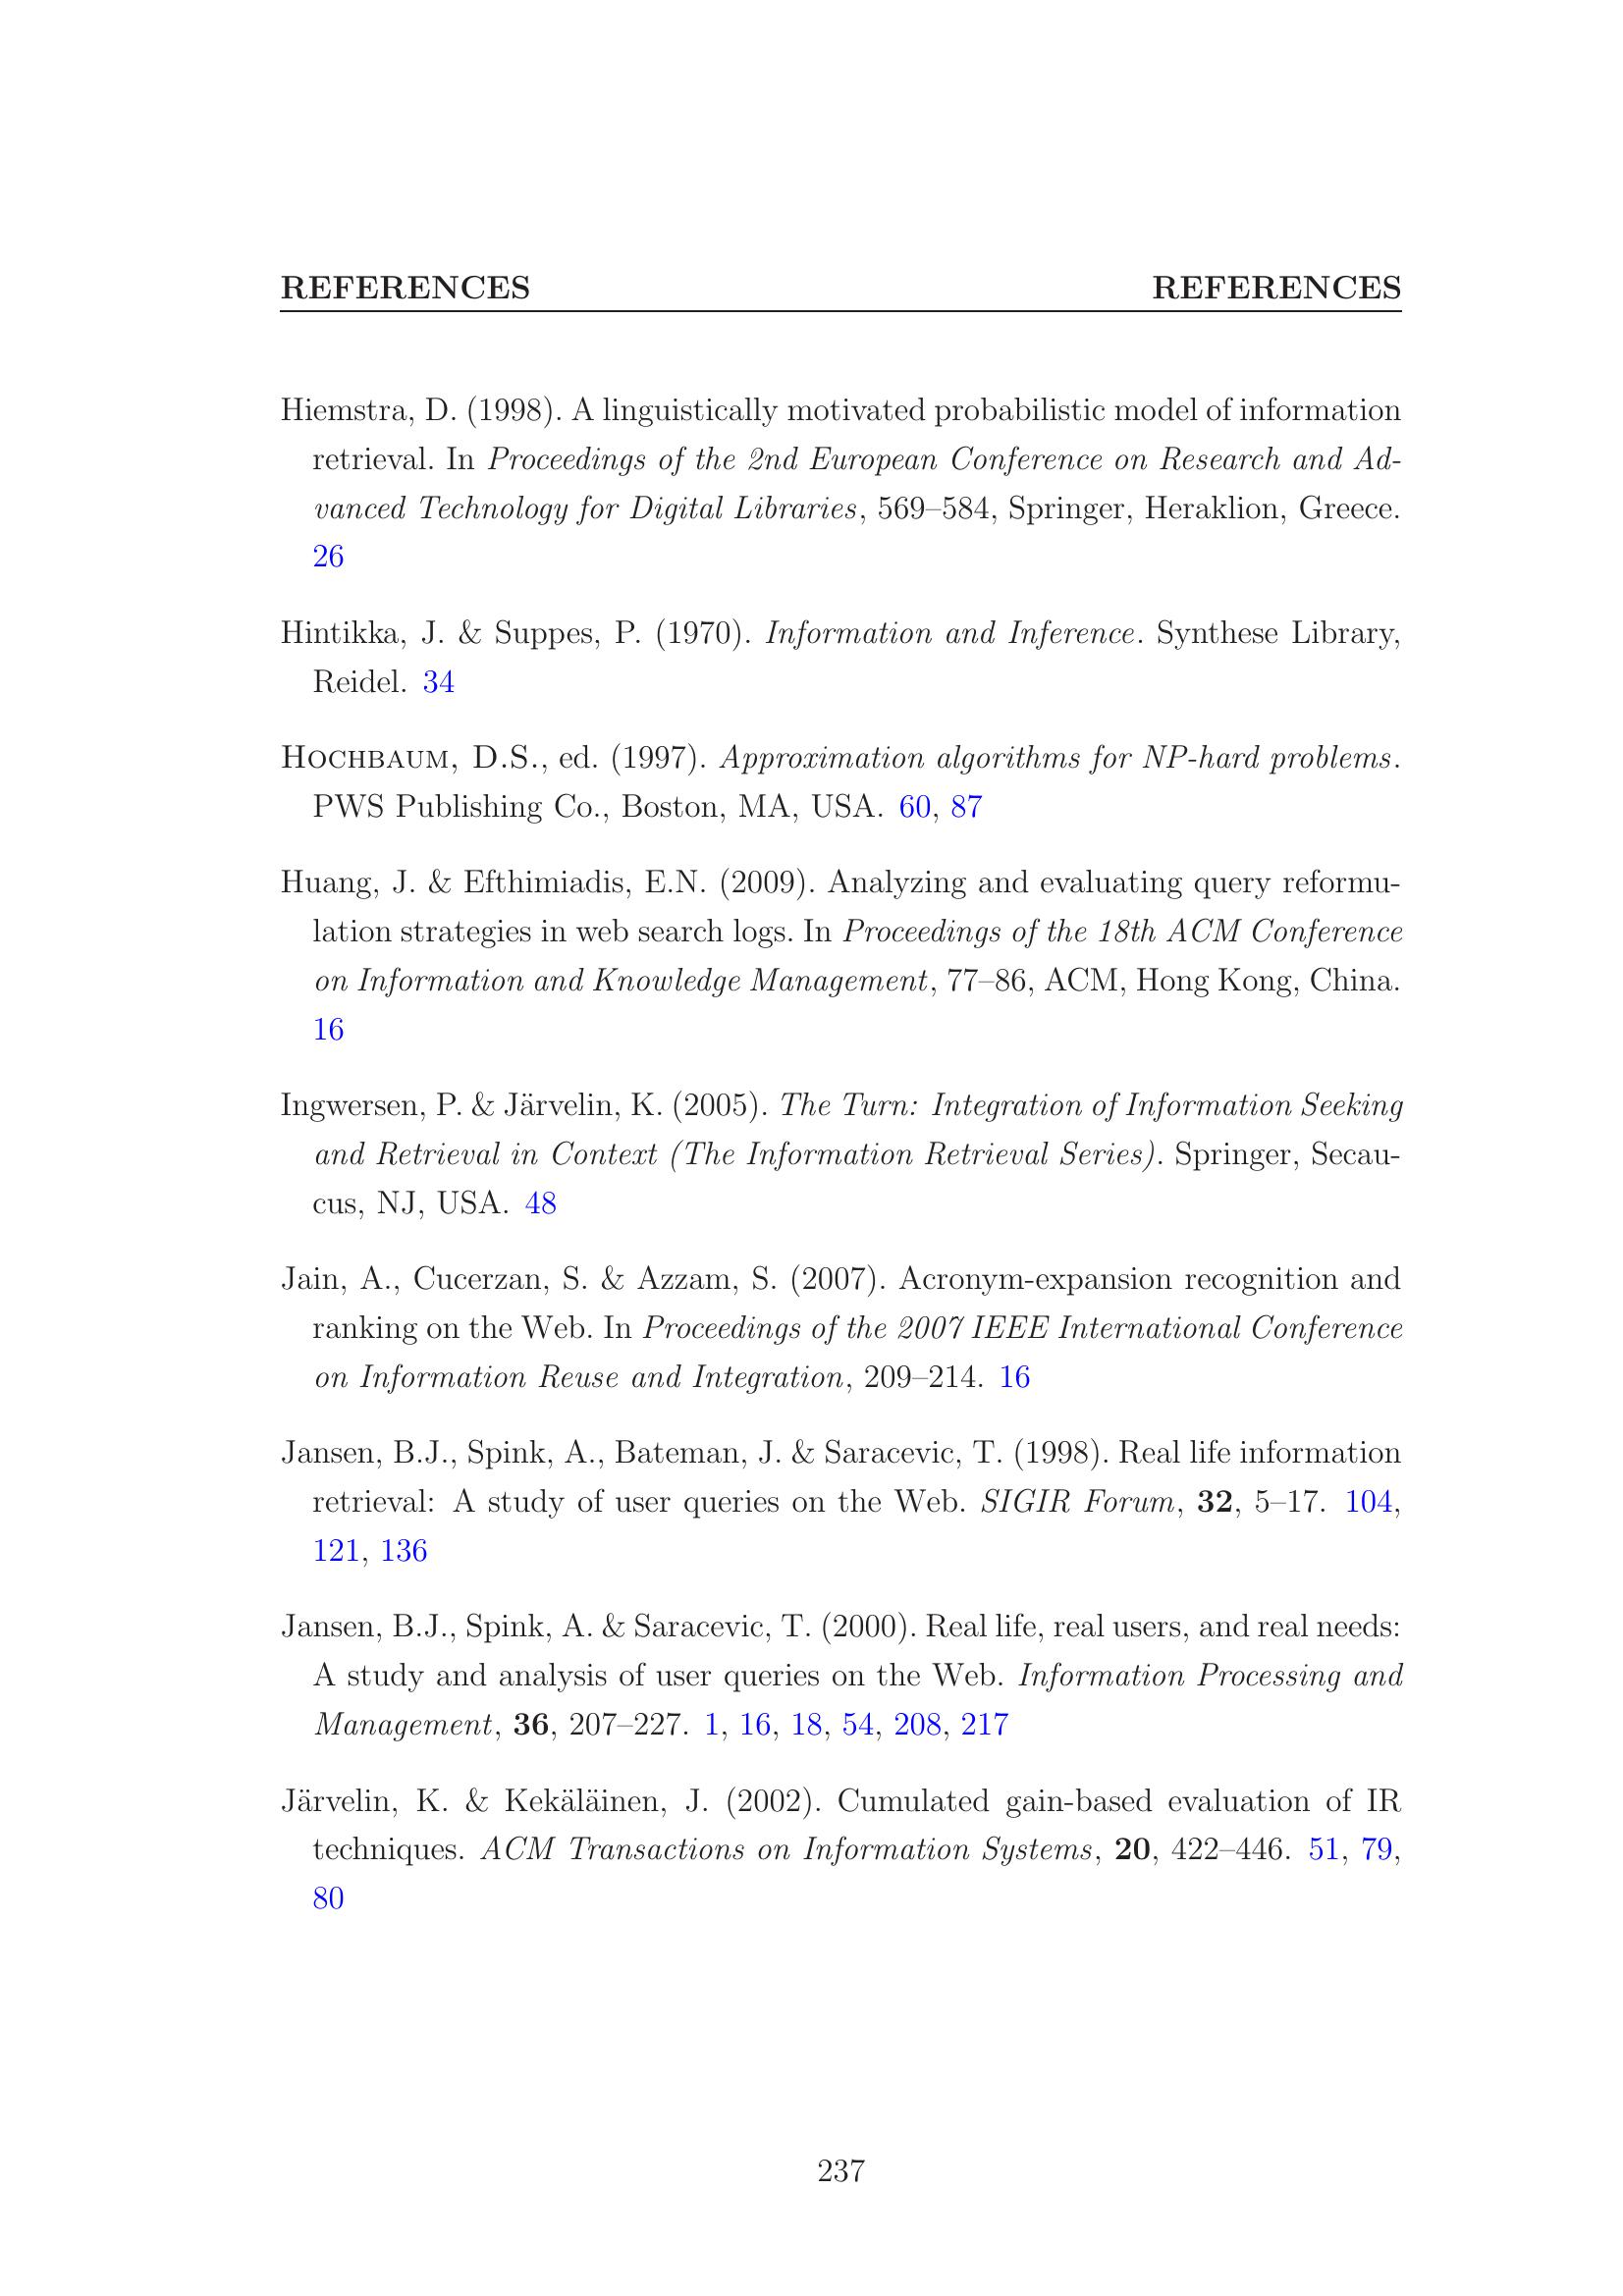 REFERENCES REFERENCES
Hiemstra, D. (1998). A linguistically motivated probabilistic model of information
retrieval. In Proceedings of the 2nd European Conference on Research and Ad-
vanced Technology for Digital Libraries, 569–584, Springer, Heraklion, Greece.
26
Hintikka, J. & Suppes, P. (1970). Information and Inference. Synthese Library,
Reidel. 34
Hochbaum, D.S., ed. (1997). Approximation algorithms for NP-hard problems.
PWS Publishing Co., Boston, MA, USA. 60, 87
Huang, J. & Efthimiadis, E.N. (2009). Analyzing and evaluating query reformu-
lation strategies in web search logs. In Proceedings of the 18th ACM Conference
on Information and Knowledge Management, 77–86, ACM, Hong Kong, China.
16
Ingwersen, P. & Järvelin, K. (2005). The Turn: Integration of Information Seeking
and Retrieval in Context (The Information Retrieval Series). Springer, Secau-
cus, NJ, USA. 48
Jain, A., Cucerzan, S. & Azzam, S. (2007). Acronym-expansion recognition and
ranking on the Web. In Proceedings of the 2007 IEEE International Conference
on Information Reuse and Integration, 209–214. 16
Jansen, B.J., Spink, A., Bateman, J. & Saracevic, T. (1998). Real life information
retrieval: A study of user queries on the Web. SIGIR Forum, 32, 5–17. 104,
121, 136
Jansen, B.J., Spink, A. & Saracevic, T. (2000). Real life, real users, and real needs:
A study and analysis of user queries on the Web. Information Processing and
Management, 36, 207–227. 1, 16, 18, 54, 208, 217
Järvelin, K. & Kekäläinen, J. (2002). Cumulated gain-based evaluation of IR
techniques. ACM Transactions on Information Systems, 20, 422–446. 51, 79,
80
237